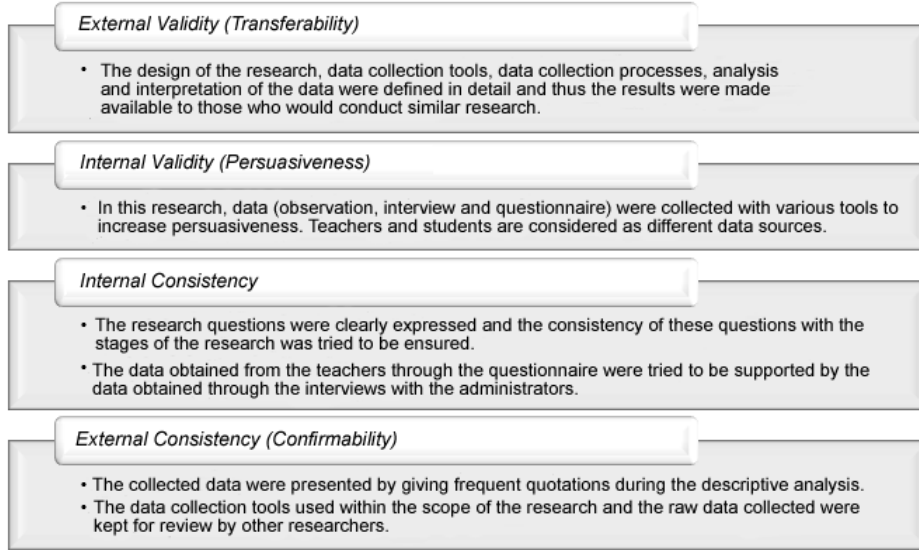 External Validity (Transferability)
• The design of the research, data collection tools, data collection processes, analysis
and interpretation of the data were defined in detail and thus the results were made
available to those who would conduct similar research.
Internal Validity (Persuasiveness)
• In this research, data (observation, interview and questionnaire) were collected with various tools to
increase persuasiveness. Teachers and students are considered as different data sources.
Internal Consistency
• The research questions were clearly expressed and the consistency of these questions with the
stages of the research was tried to be ensured.
• The data obtained from the teachers through the questionnaire were tried to be supported by the
data obtained through the interviews with the administrators.
External Consistency (Confirmability)
• The collected data were presented by giving frequent quotations during the descriptive analysis.
• The data collection tools used within the scope of the research and the raw data collected were
kept for review by other researchers.